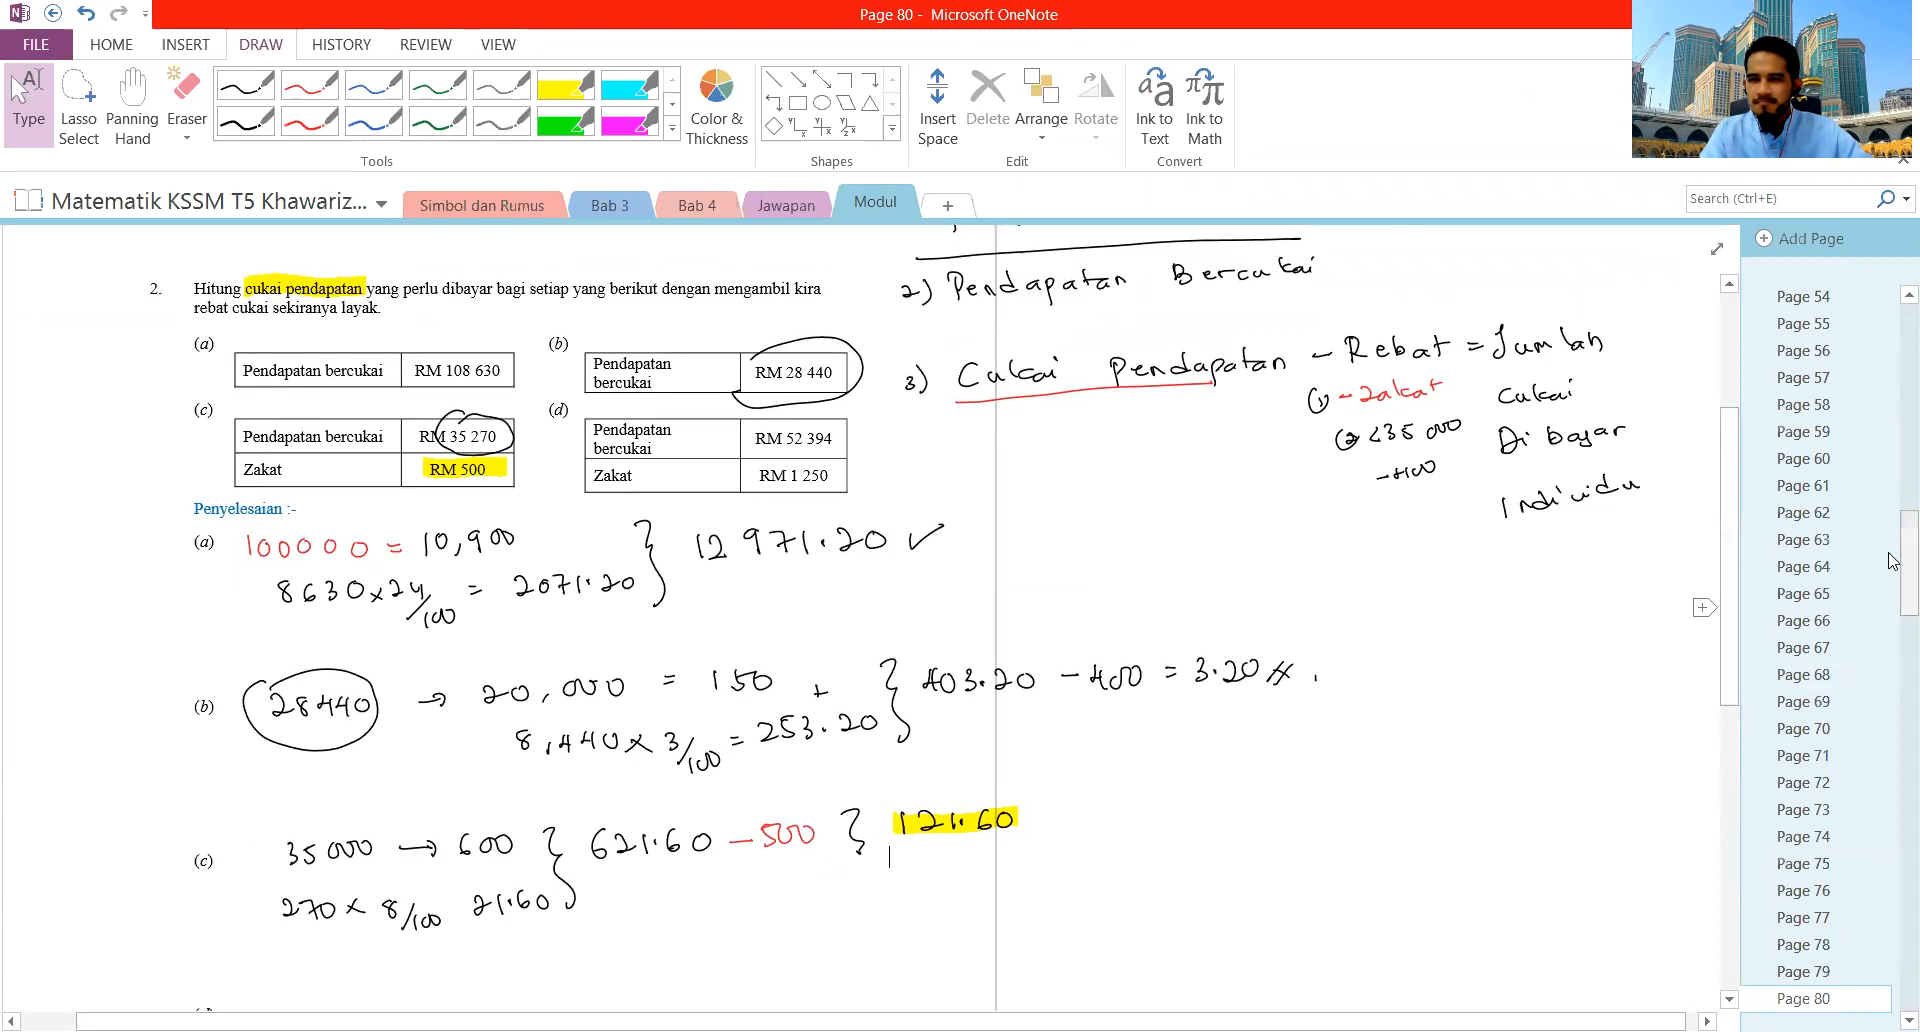 Page 80 - Microsoft OneNote
FILE HOME INSERT DRAW HISTORY REVIEW VIEW
Type
Lasso Select
Panning Hand
Eraser
Color & Thickness
Insert Space
Delete
Arrange
Rotate
Ink to Text
Ink to Math
Tools Shapes Edit Convert
Matematik KSSM T5 Khawariz...
Simbol dan Rumus Bab 3 Bab 4 Jawapan Modul +
Search (Ctrl+E)
Add Page
2. Hitung cukai pendapatan yang perlu dibayar bagi setiap yang berikut dengan mengambil kira
rebat cukai sekiranya layak.
(a)
Pendapatan bercukai RM 108 630
(b)
Pendapatan bercukai RM 28 440
(c)
Pendapatan bercukai RM 35 270
Zakat RM 500
(d)
Pendapatan bercukai RM 52 394
Zakat RM 1 250
2) Pendapatan Bercukai
3) Cukai Pendapatan - Rebat = Jumlah
(1) - Zakat Cukai
(2) <35 000 Di bayar
-400 Individu
Penyelesaian :-
(a) 100000 = 10,900 } 12 971.20 ✓
8630 x 24/100 = 2071.20
(b) 28440 → 20,000 = 150 + } 403.20 - 400 = 3.20
8,440 x 3/100 = 253.20
(c) 35000 → 600 } 621.60 - 500 } 121.60
270 x 8/100 21.60
Page 54
Page 55
Page 56
Page 57
Page 58
Page 59
Page 60
Page 61
Page 62
Page 63
Page 64
Page 65
Page 66
Page 67
Page 68
Page 69
Page 70
Page 71
Page 72
Page 73
Page 74
Page 75
Page 76
Page 77
Page 78
Page 79
Page 80